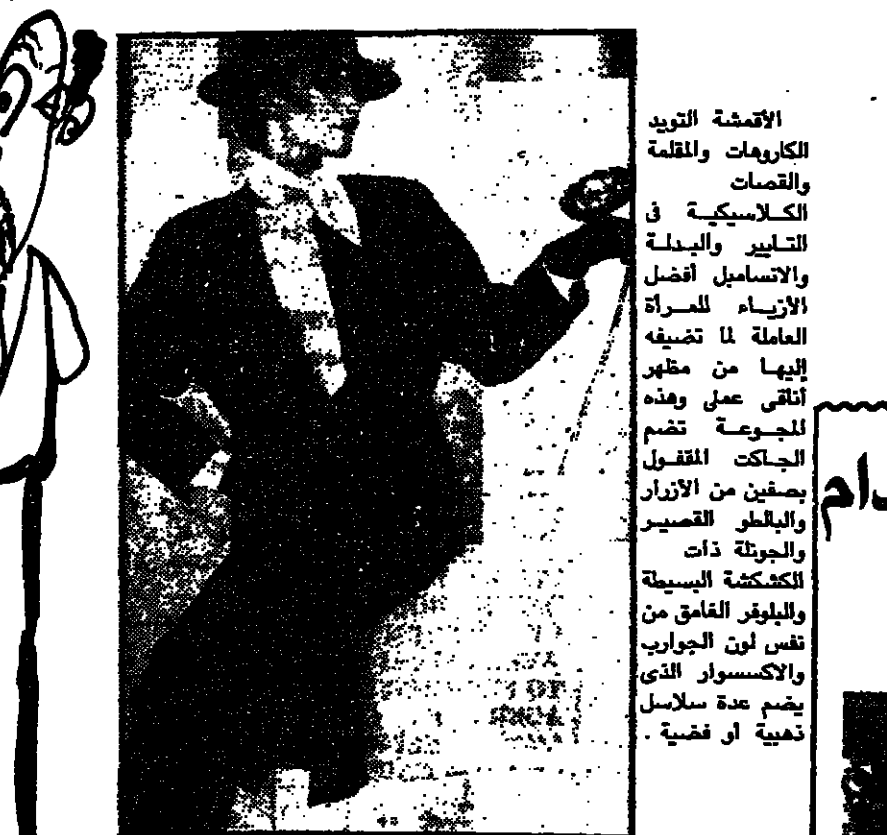 الأقمشة التويد
الكاروهات والمقلمة
والقصات
الكلاسيكية فى
التايير والبدلة
والانسامبل أفضل
الأزياء للمرأة
العاملة لما تضيفه
إليها من مظهر
أناقى عملى وهذه
المجموعة تضم
الجاكت المقفول
بصفين من الأزرار
والبالطو القصير
والجونلة ذات
الكشكشة البسيطة
والبلوفر الغامق من
نفس لون الجوارب
والاكسسوار الذى
يضم عدة سلاسل
ذهبية أو فضية .